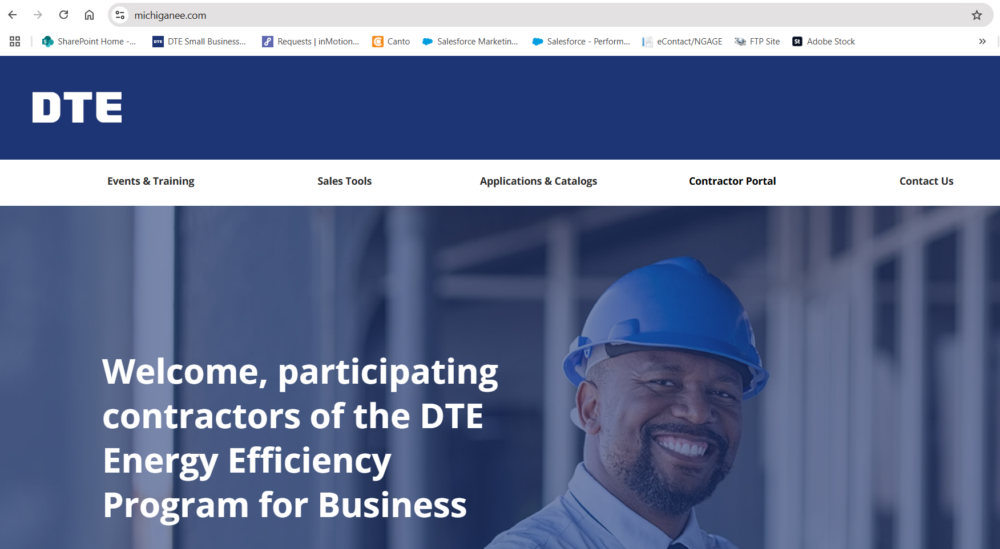 michiganee.com
SharePoint Home -...
DTE
DTE Small Business...
Requests | inMotion...
Canto
Salesforce Marketin...
Salesforce - Perform...
eContact/NGAGE
FTP Site
St
Adobe Stock
DTE
Events & Training
Sales Tools
Applications & Catalogs
Contractor Portal
Contact Us
Welcome, participating
contractors of the DTE
Energy Efficiency
Program for Business